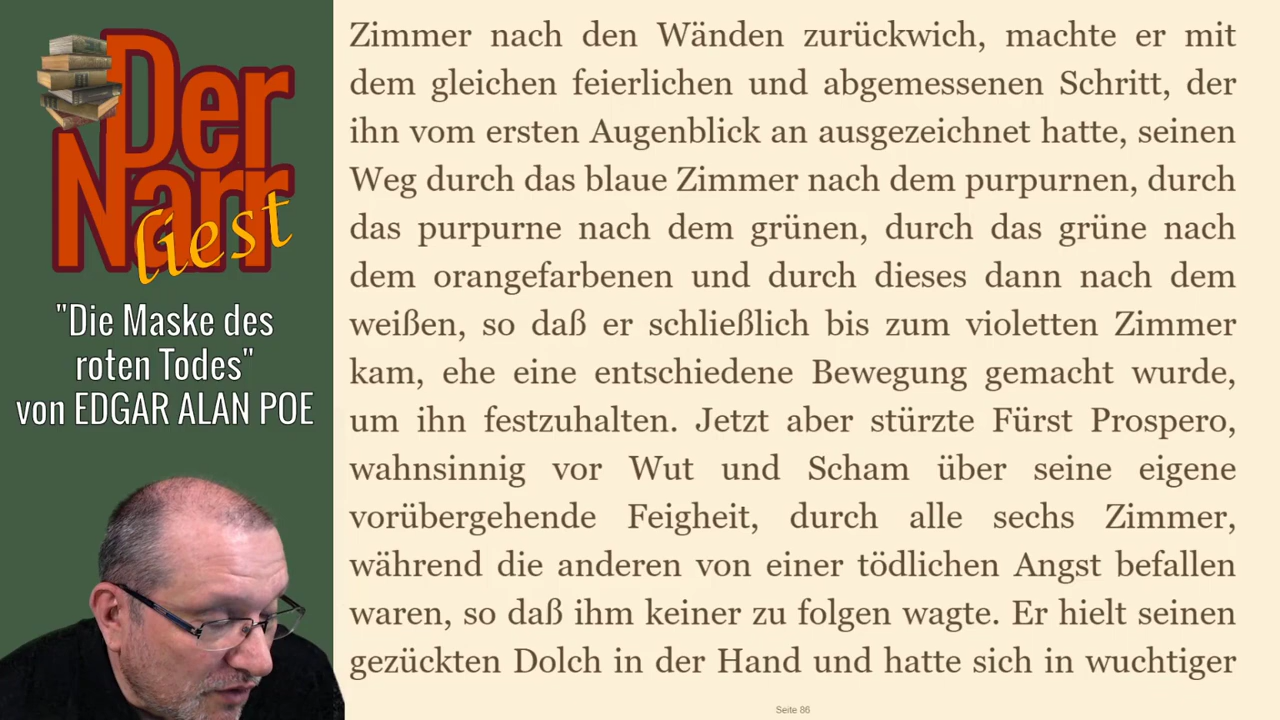 Der
Narr
liest
"Die Maske des
roten Todes"
von EDGAR ALAN POE
Zimmer nach den Wänden zurückwich, machte er mit
dem gleichen feierlichen und abgemessenen Schritt, der
ihn vom ersten Augenblick an ausgezeichnet hatte, seinen
Weg durch das blaue Zimmer nach dem purpurnen, durch
das purpurne nach dem grünen, durch das grüne nach
dem orangefarbenen und durch dieses dann nach dem
weißen, so daß er schließlich bis zum violetten Zimmer
kam, ehe eine entschiedene Bewegung gemacht wurde,
um ihn festzuhalten. Jetzt aber stürzte Fürst Prospero,
wahnsinnig vor Wut und Scham über seine eigene
vorübergehende Feigheit, durch alle sechs Zimmer,
während die anderen von einer tödlichen Angst befallen
waren, so daß ihm keiner zu folgen wagte. Er hielt seinen
gezückten Dolch in der Hand und hatte sich in wuchtiger
Seite 86